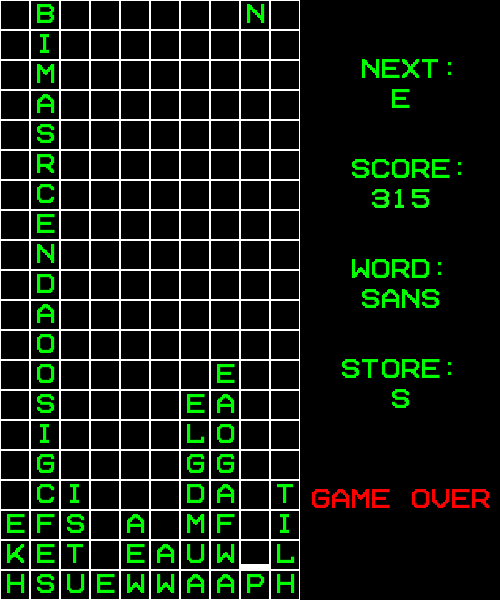 B N
I
M
A
S
R
C
E
N
D
A
O
O E
S E A
I L O
G G G
C I D A T
E F S A M F I
K E T E A U W L
H S U E W W A A P H
NEXT:
E
SCORE:
315
WORD:
SANS
STORE:
S
GAME OVER